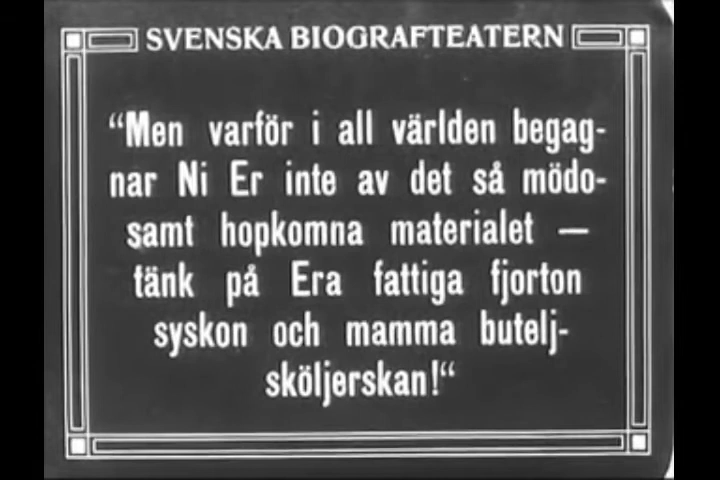 SVENSKA BIOGRAFTEATERN
“Men varför i all världen begag-
nar Ni Er inte av det så mödo-
samt hopkomna materialet —
tänk på Era fattiga fjorton
syskon och mamma butelj-
sköljerskan!“